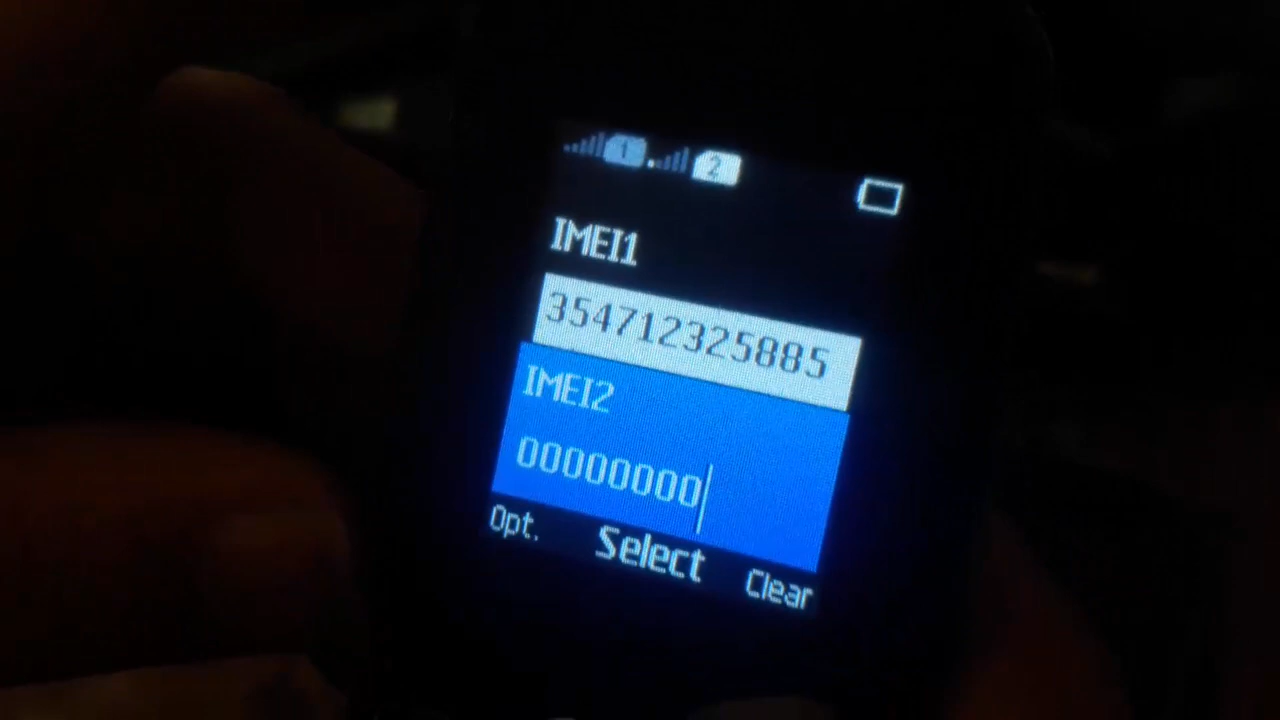 1 2
IMEI1
354712325885
IMEI2
00000000
Opt. Select Clear